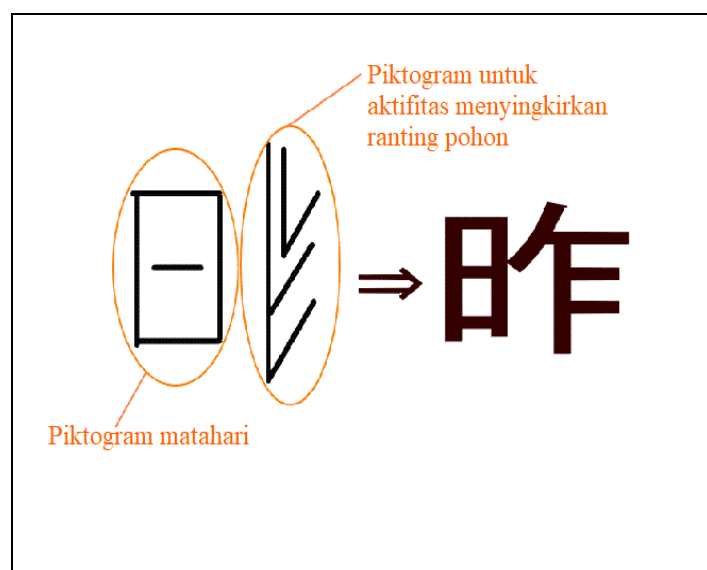 Piktogram untuk
aktifitas menyingkirkan
ranting pohon
⇒ 昨
Piktogram matahari